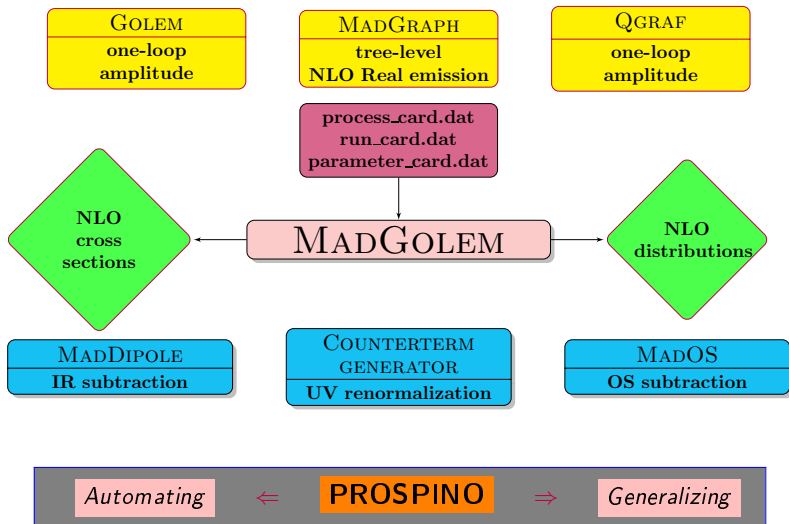 GOLEM
one-loop
amplitude
MADGRAPH
tree-level
NLO Real emission
QGRAF
one-loop
amplitude
process_card.dat
run_card.dat
parameter_card.dat
NLO
cross
sections
MADGOLEM
NLO
distributions
MADDIPOLE
IR subtraction
COUNTERTERM
GENERATOR
UV renormalization
MADOS
OS subtraction
Automating ⇐ PROSPINO ⇒ Generalizing